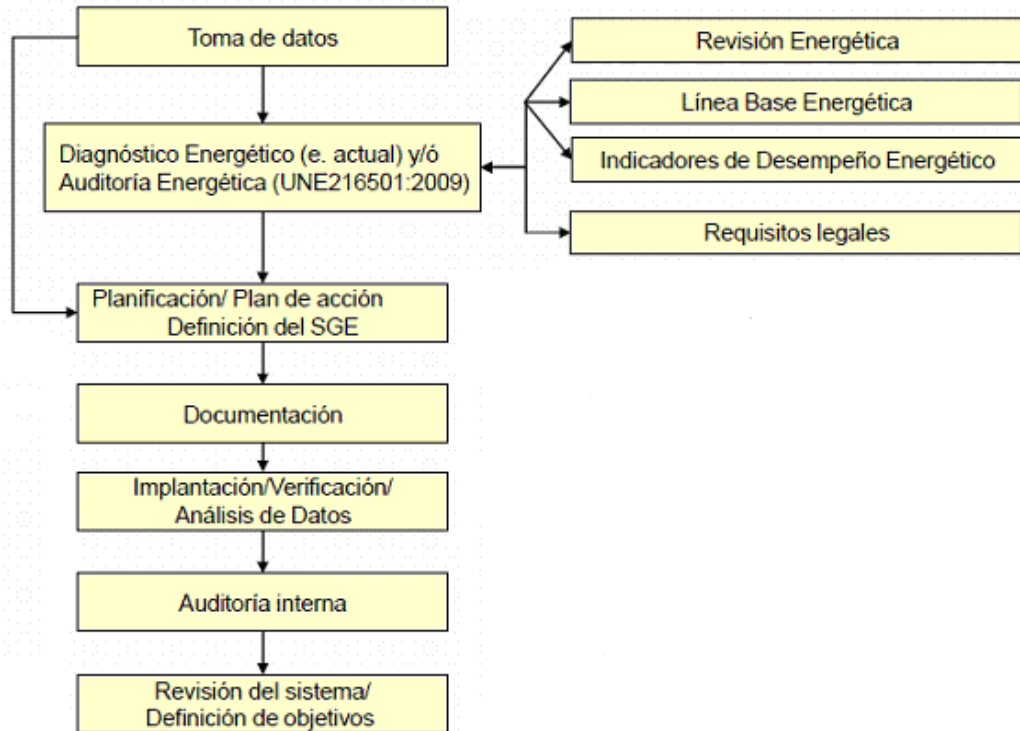 Toma de datos
Revisión Energética
Línea Base Energética
Indicadores de Desempeño Energético
Requisitos legales
Diagnóstico Energético (e. actual) y/ó
Auditoría Energética (UNE216501:2009)
Planificación/ Plan de acción
Definición del SGE
Documentación
Implantación/Verificación/
Análisis de Datos
Auditoría interna
Revisión del sistema/
Definición de objetivos